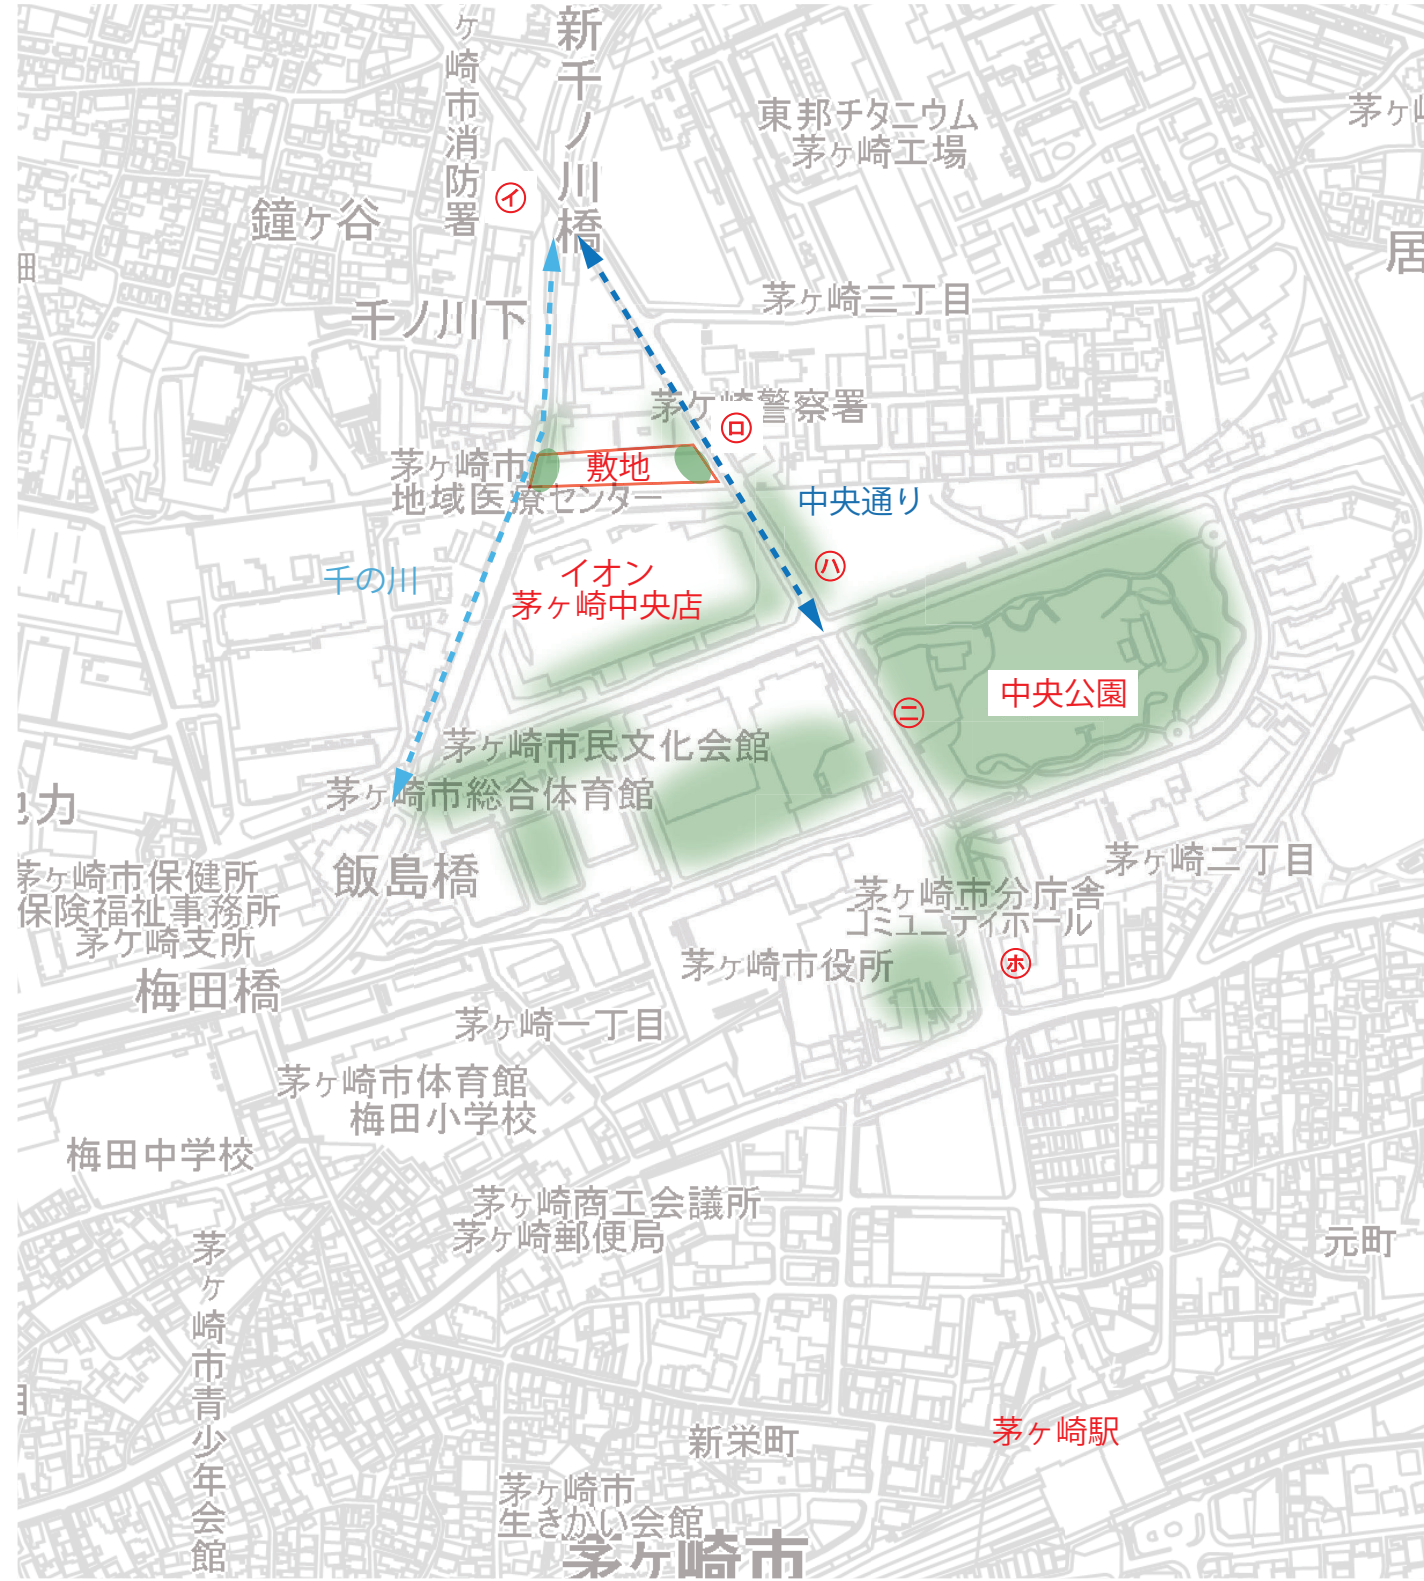 ヶ崎市消防署
新千ノ川橋
東邦チタニウム
茅ヶ崎工場
茅ヶ崎
㋑
鐘ヶ谷
居
田
千ノ川下
茅ヶ崎三丁目
茅ケ崎警察署
㋺
茅ヶ崎市
地域医療センター
敷地
中央通り
千の川
イオン
茅ヶ崎中央店
㋩
中央公園
㋥
茅ヶ崎市民文化会館
茅ヶ崎市総合体育館
力
飯島橋
茅ヶ崎二丁目
茅ヶ崎市保健所
保険福祉事務所
茅ケ崎支所
茅ヶ崎市分庁舎
コミュニティホール
茅ヶ崎市役所
㋭
梅田橋
茅ヶ崎一丁目
茅ヶ崎市体育館
梅田小学校
梅田中学校
茅ヶ崎商工会議所
茅ヶ崎郵便局
元町
茅ヶ崎市青少年会館
新栄町
茅ヶ崎駅
茅ヶ崎市
生きがい会館
茅ヶ崎市